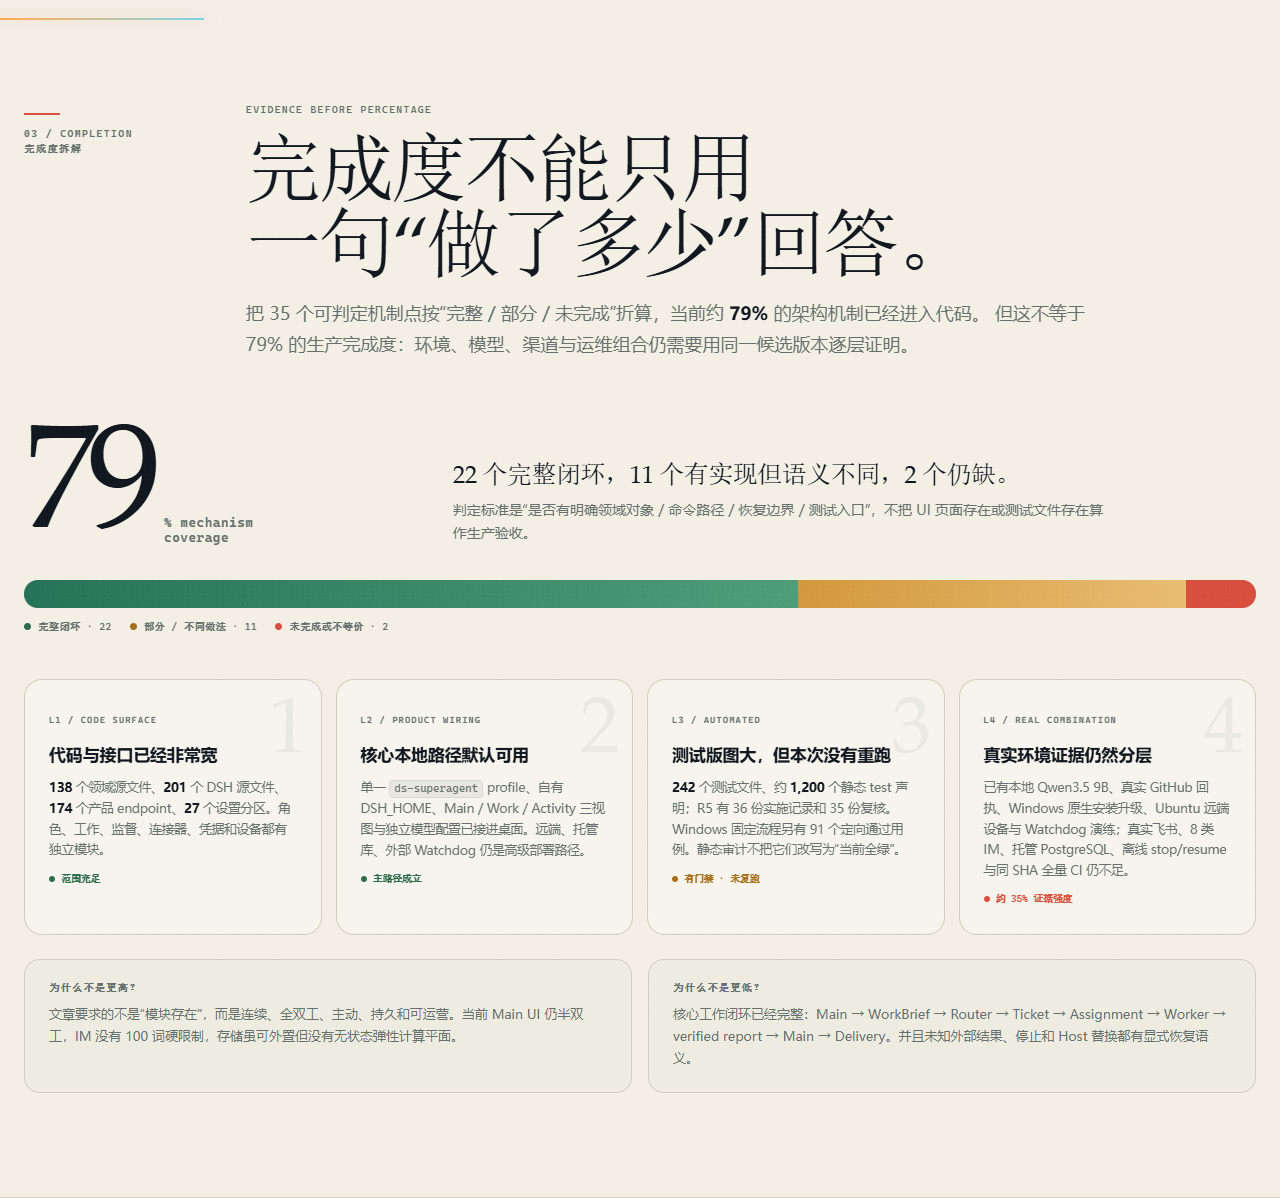 03 / COMPLETION
完成度拆解
EVIDENCE BEFORE PERCENTAGE
完成度不能只用
一句“做了多少”回答。
把 35 个可判定机制点按“完整 / 部分 / 未完成”折算，当前约 79% 的架构机制已经进入代码。 但这不等于
79% 的生产完成度：环境、模型、渠道与运维组合仍需要用同一候选版本逐层证明。
79
% mechanism
coverage
22 个完整闭环，11 个有实现但语义不同，2 个仍缺。
判定标准是“是否有明确领域对象 / 命令路径 / 恢复边界 / 测试入口”，不把 UI 页面存在或测试文件存在算
作生产验收。
完整闭环 · 22
部分 / 不同做法 · 11
未完成或不等价 · 2
1
L1 / CODE SURFACE
代码与接口已经非常宽
138 个领域源文件、201 个 DSH 源文件、
174 个产品 endpoint、27 个设置分区。角
色、工作、监督、连接器、凭据和设备都有
独立模块。
范围充足
2
L2 / PRODUCT WIRING
核心本地路径默认可用
单一 ds-superagent profile、自有
DSH_HOME、Main / Work / Activity 三视
图与独立模型配置已接进桌面。远端、托管
库、外部 Watchdog 仍是高级部署路径。
主路径成立
3
L3 / AUTOMATED
测试版图大，但本次没有重跑
242 个测试文件、约 1,200 个静态 test 声
明；R5 有 36 份实施记录和 35 份复核。
Windows 固定流程另有 91 个定向通过用
例。静态审计不把它们改写为“当前全绿”。
有门禁 · 未复跑
4
L4 / REAL COMBINATION
真实环境证据仍然分层
已有本地 Qwen3.5 9B、真实 GitHub 回
执、Windows 原生安装升级、Ubuntu 远端
设备与 Watchdog 演练；真实飞书、8 类
IM、托管 PostgreSQL、离线 stop/resume
与同 SHA 全量 CI 仍不足。
约 35% 证据强度
为什么不是更高？
文章要求的不是“模块存在”，而是连续、全双工、主动、持久和可运营。当前 Main UI 仍半双
工，IM 没有 100 词硬限制，存储虽可外置但没有无状态弹性计算平面。
为什么不是更低？
核心工作闭环已经完整：Main → WorkBrief → Router → Ticket → Assignment → Worker →
verified report → Main → Delivery。并且未知外部结果、停止和 Host 替换都有显式恢复语
义。